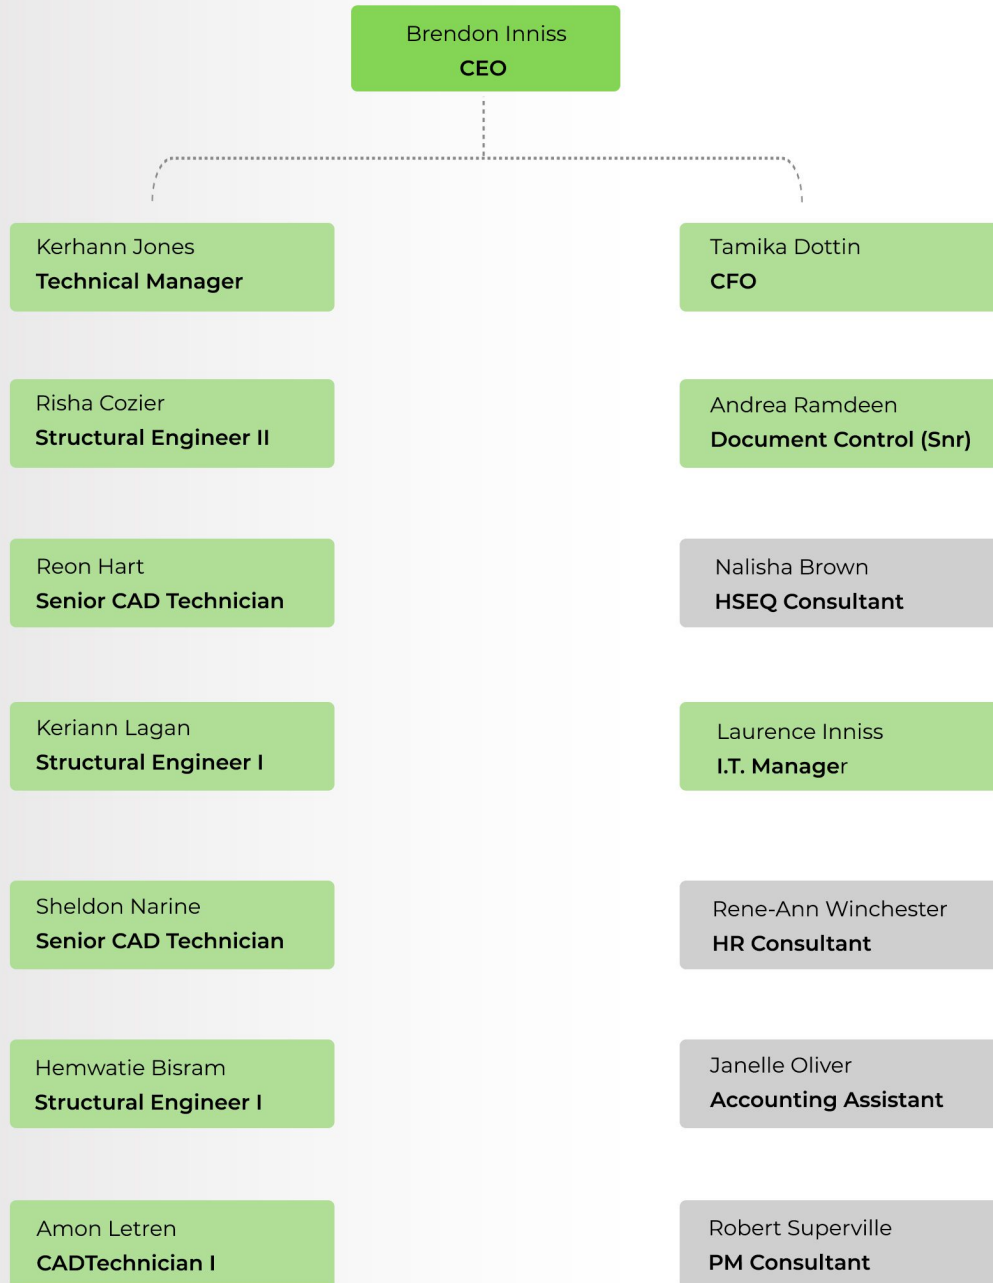 Brendon Inniss
CEO
Kerhann Jones
Technical Manager
Tamika Dottin
CFO
Risha Cozier
Structural Engineer II
Andrea Ramdeen
Document Control (Snr)
Reon Hart
Senior CAD Technician
Nalisha Brown
HSEQ Consultant
Keriann Lagan
Structural Engineer I
Laurence Inniss
I.T. Manager
Sheldon Narine
Senior CAD Technician
Rene-Ann Winchester
HR Consultant
Hemwatie Bisram
Structural Engineer I
Janelle Oliver
Accounting Assistant
Amon Letren
CADTechnician I
Robert Superville
PM Consultant